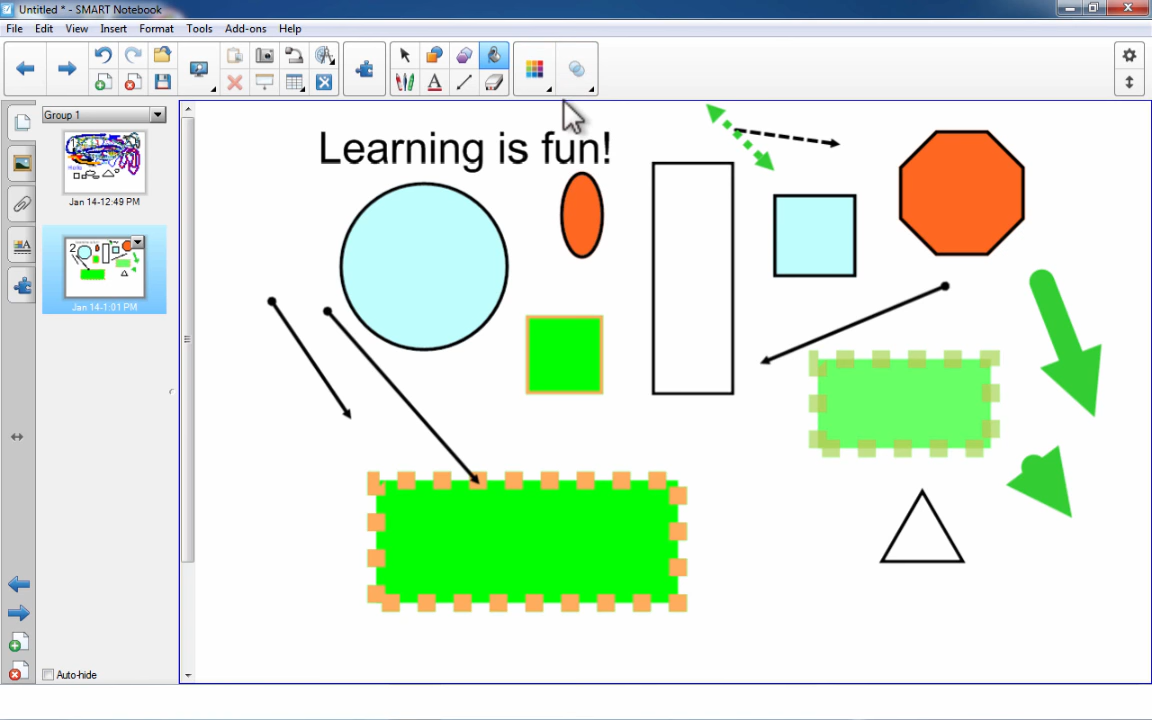 Untitled * - SMART Notebook
File Edit View Insert Format Tools Add-ons Help
Group 1
Jan 14-12:49 PM
Jan 14-1:01 PM
Auto-hide
Learning is fun!